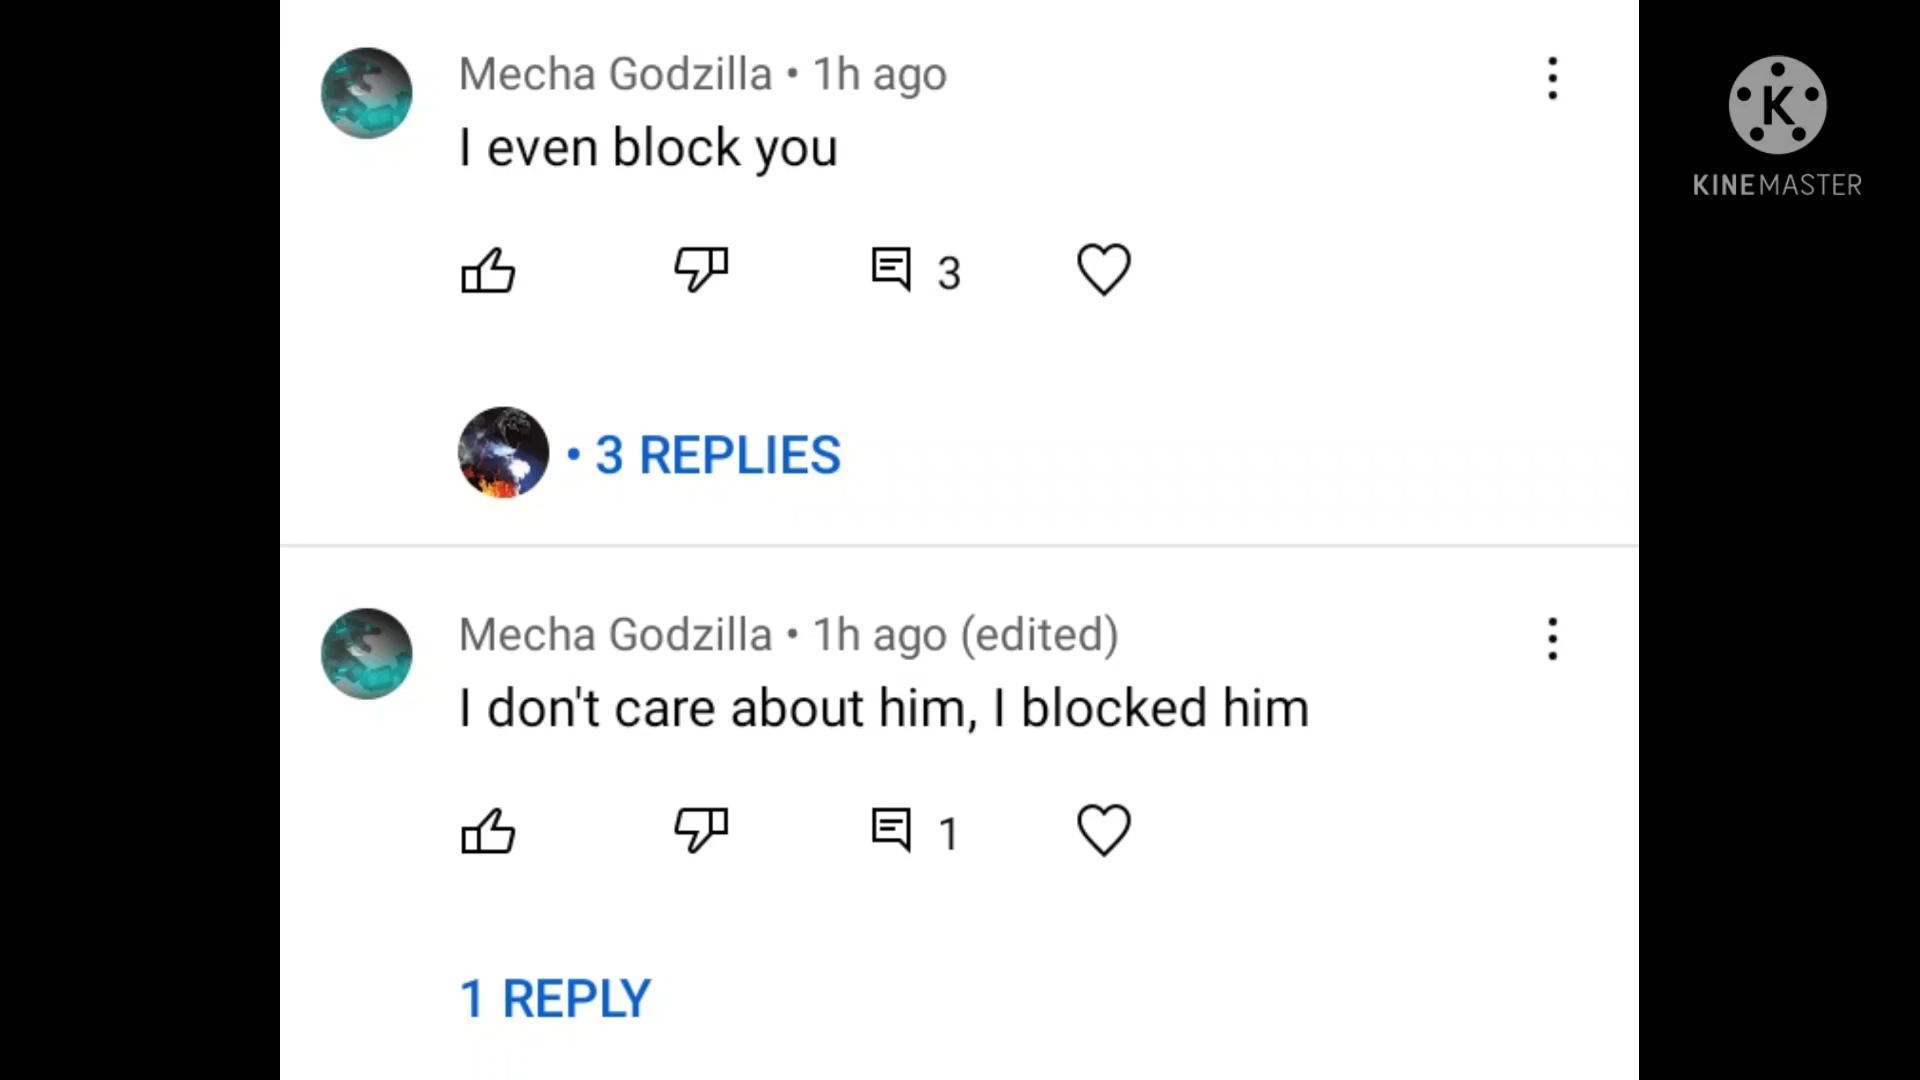 Mecha Godzilla • 1h ago
I even block you
3
• 3 REPLIES
Mecha Godzilla • 1h ago (edited)
I don't care about him, I blocked him
1
1 REPLY
K
KINEMASTER